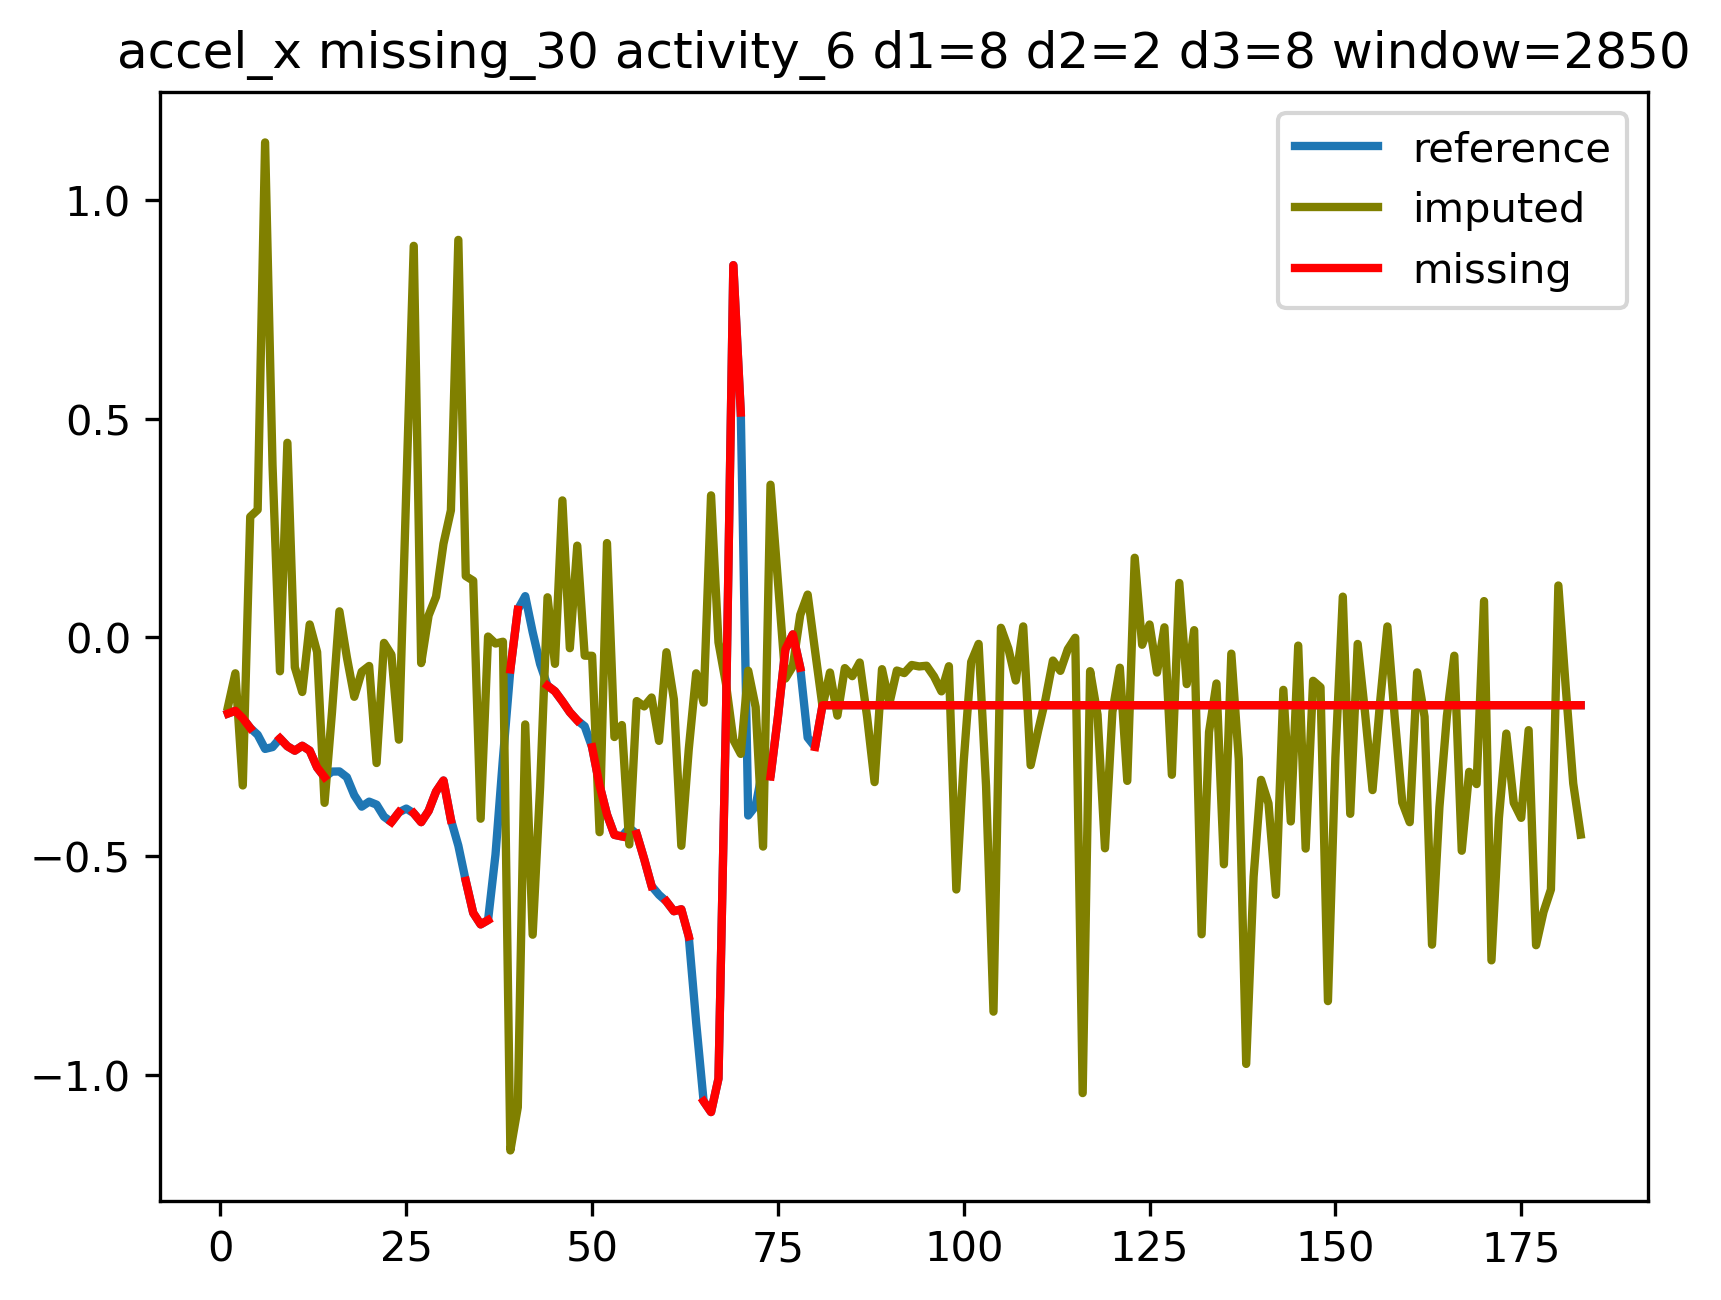 accel_x missing_30 activity_6 d1=8 d2=2 d3=8 window=2850
reference
imputed
missing
1.0
0.5
0.0
−0.5
−1.0
0 25 50 75 100 125 150 175